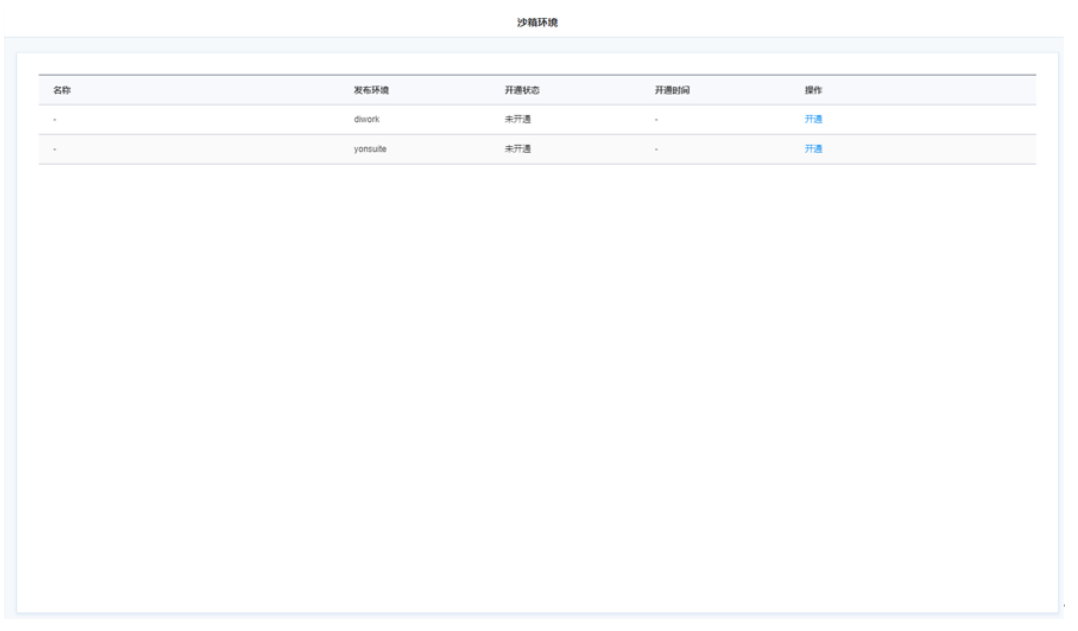 沙箱环境
名称 发布环境 开通状态 开通时间 操作
- diwork 未开通 - 开通
- yonsuite 未开通 - 开通